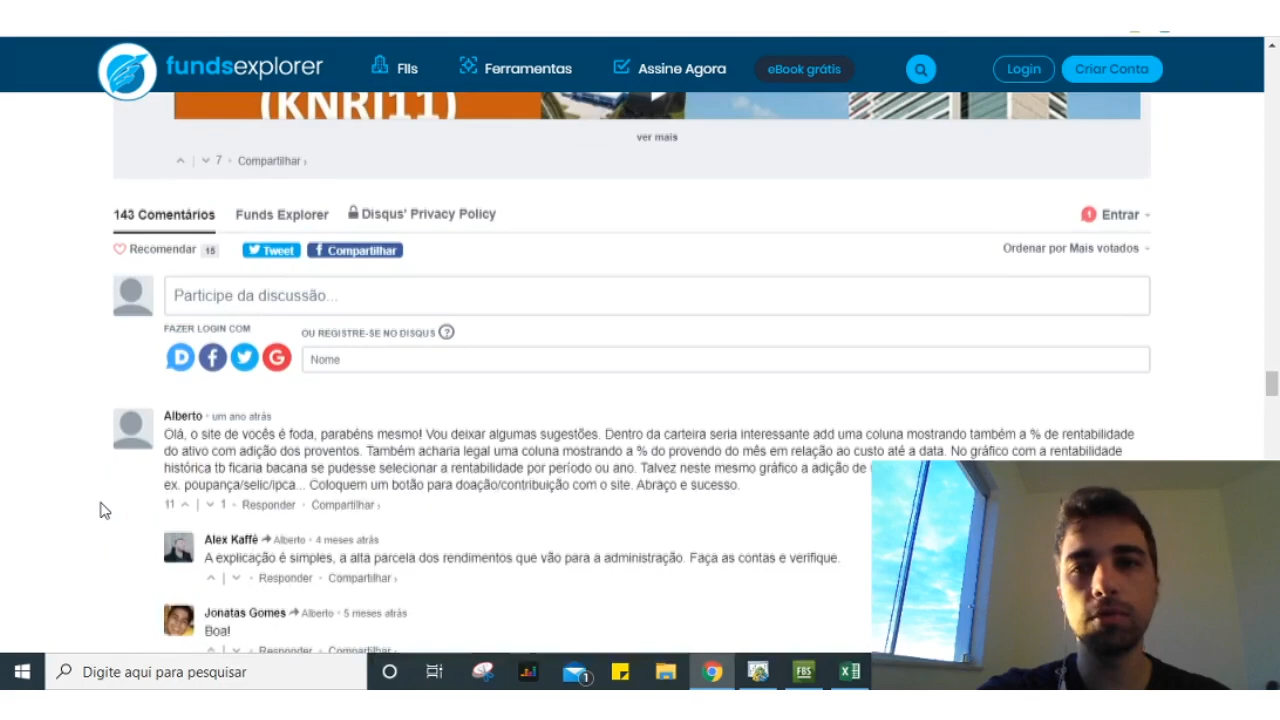 fundsexplorer FIIs Ferramentas Assine Agora eBook grátis Login Criar Conta
(KNRI11)
ver mais
7 • Compartilhar ›
143 Comentários Funds Explorer Disqus' Privacy Policy 1 Entrar
Recomendar 15 Tweet f Compartilhar Ordenar por Mais votados
Participe da discussão...
FAZER LOGIN COM OU REGISTRE-SE NO DISQUS ?
D f G Nome
Alberto • um ano atrás
Olá, o site de vocês é foda, parabéns mesmo! Vou deixar algumas sugestões. Dentro da carteira seria interessante add uma coluna mostrando também a % de rentabilidade
do ativo com adição dos proventos. Também acharia legal uma coluna mostrando a % do provendo do mês em relação ao custo até a data. No gráfico com a rentabilidade
histórica tb ficaria bacana se pudesse selecionar a rentabilidade por período ou ano. Talvez neste mesmo gráfico a adição de
ex. poupança/selic/ipca... Coloquem um botão para doação/contribuição com o site. Abraço e sucesso.
11 | 1 • Responder • Compartilhar ›
Alex Kaffé Alberto • 4 meses atrás
A explicação é simples, a alta parcela dos rendimentos que vão para a administração. Faça as contas e verifique.
• Responder • Compartilhar ›
Jonatas Gomes Alberto • 5 meses atrás
Boa!
• Responder • Compartilhar ›
Digite aqui para pesquisar 1 FBS